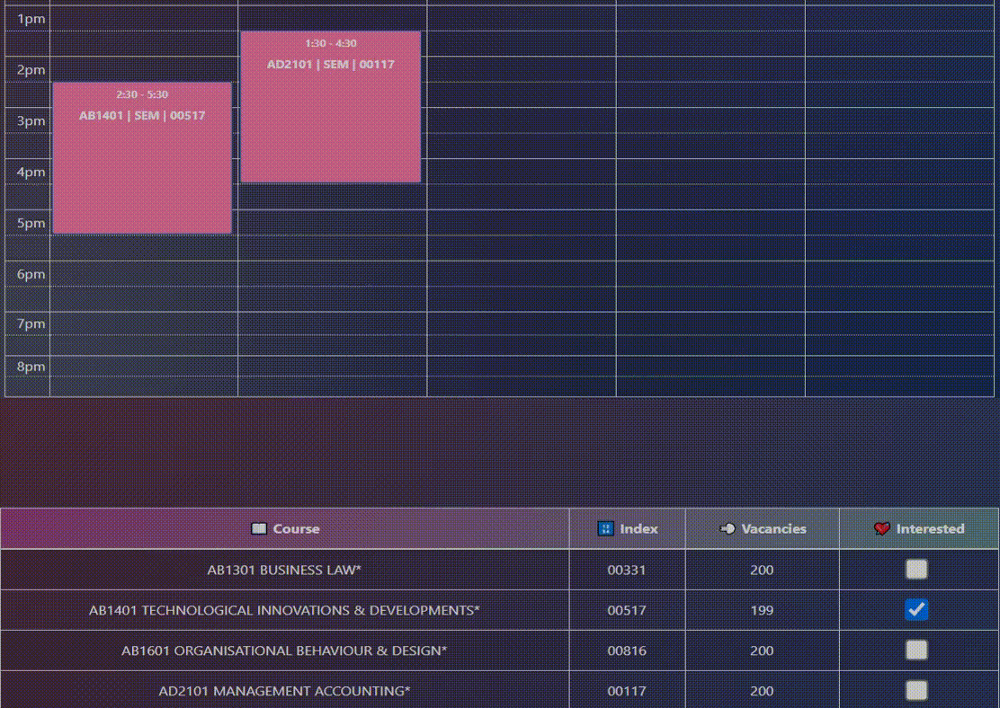 1pm
1:30 - 4:30
AD2101 | SEM | 00117
2pm
2:30 - 5:30
AB1401 | SEM | 00517
3pm
4pm
5pm
6pm
7pm
8pm
Course Index Vacancies Interested
AB1301 BUSINESS LAW* 00331 200
AB1401 TECHNOLOGICAL INNOVATIONS & DEVELOPMENTS* 00517 199
AB1601 ORGANISATIONAL BEHAVIOUR & DESIGN* 00816 200
AD2101 MANAGEMENT ACCOUNTING* 00117 200